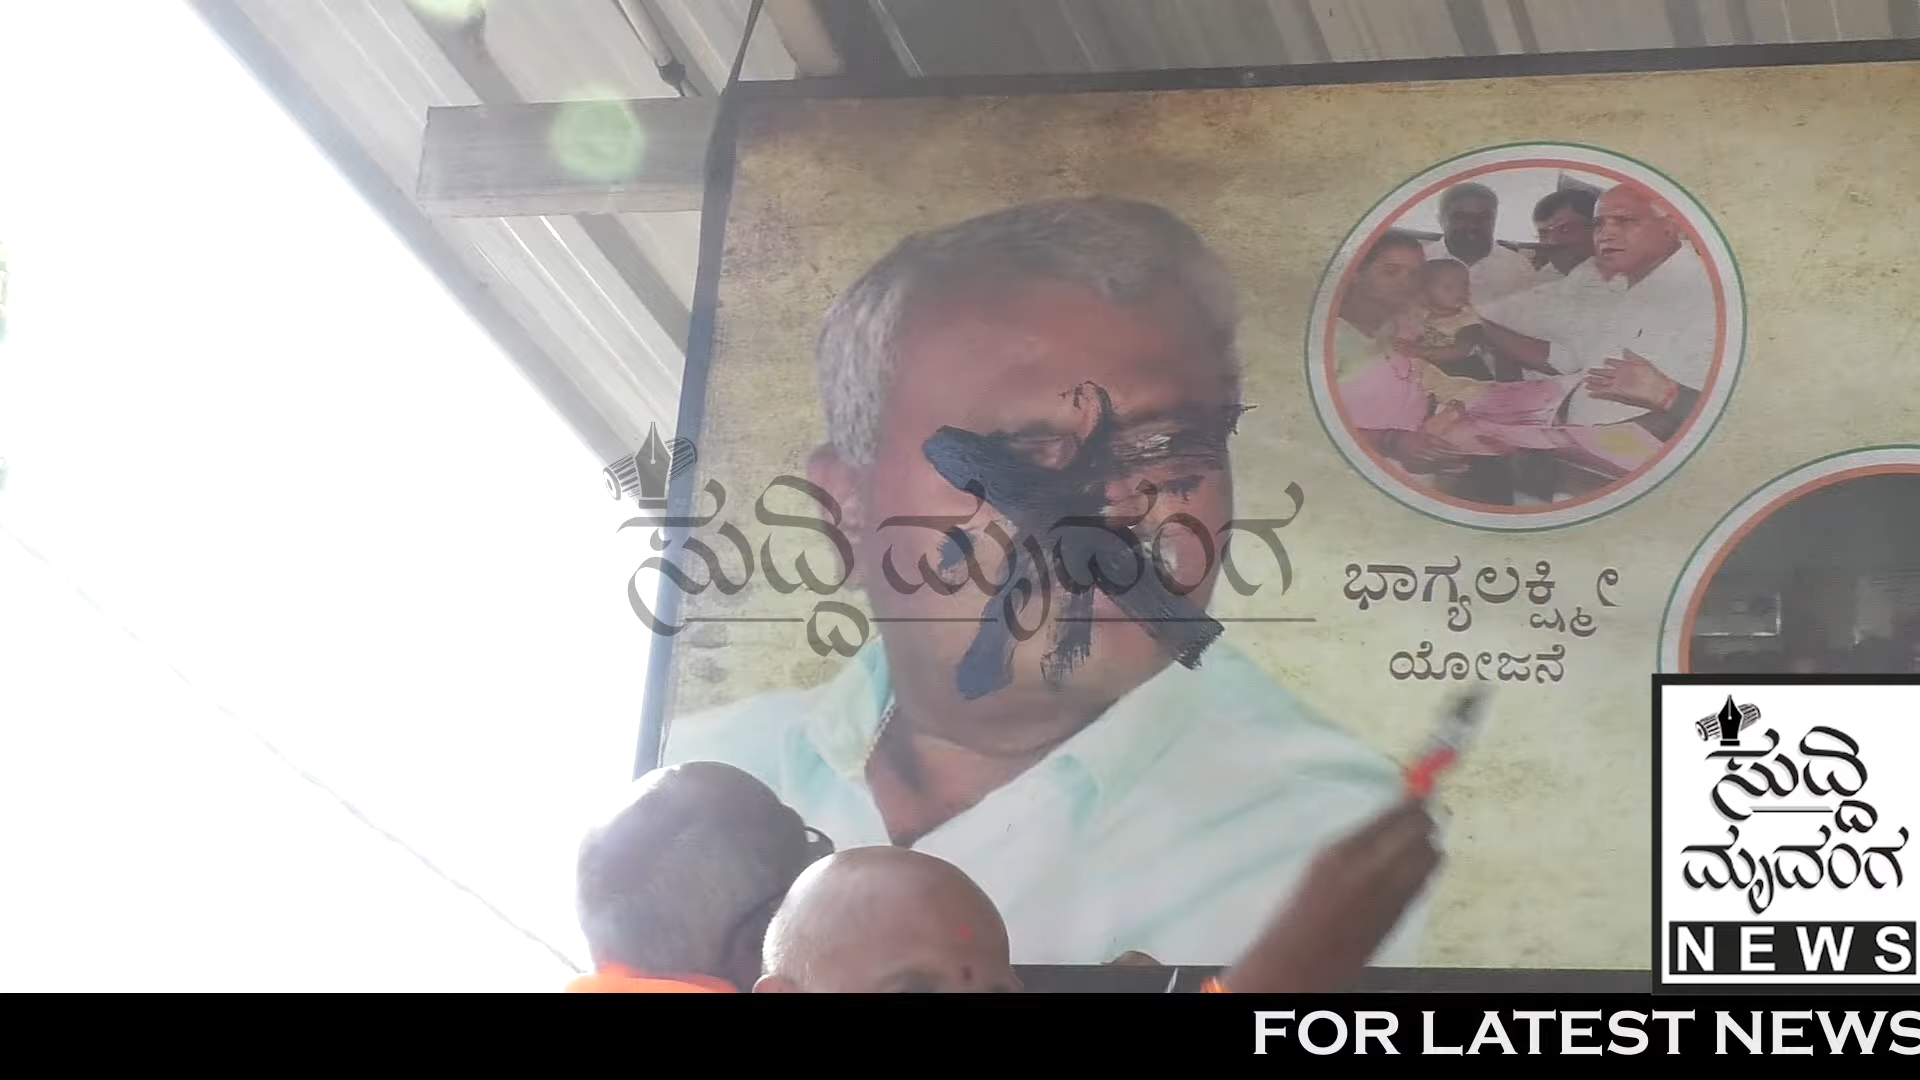 ಭಾಗ್ಯಲಕ್ಷ್ಮೀ
ಯೋಜನೆ
ಸುದ್ದಿ ಮೃದಂಗ
ಸುದ್ದಿ
ಮೃದಂಗ
NEWS
FOR LATEST NEWS